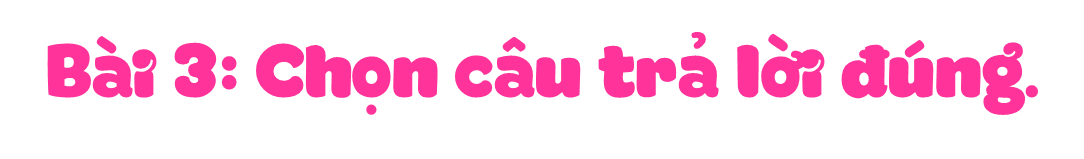 Bài 3: Chọn câu trả lời đúng.